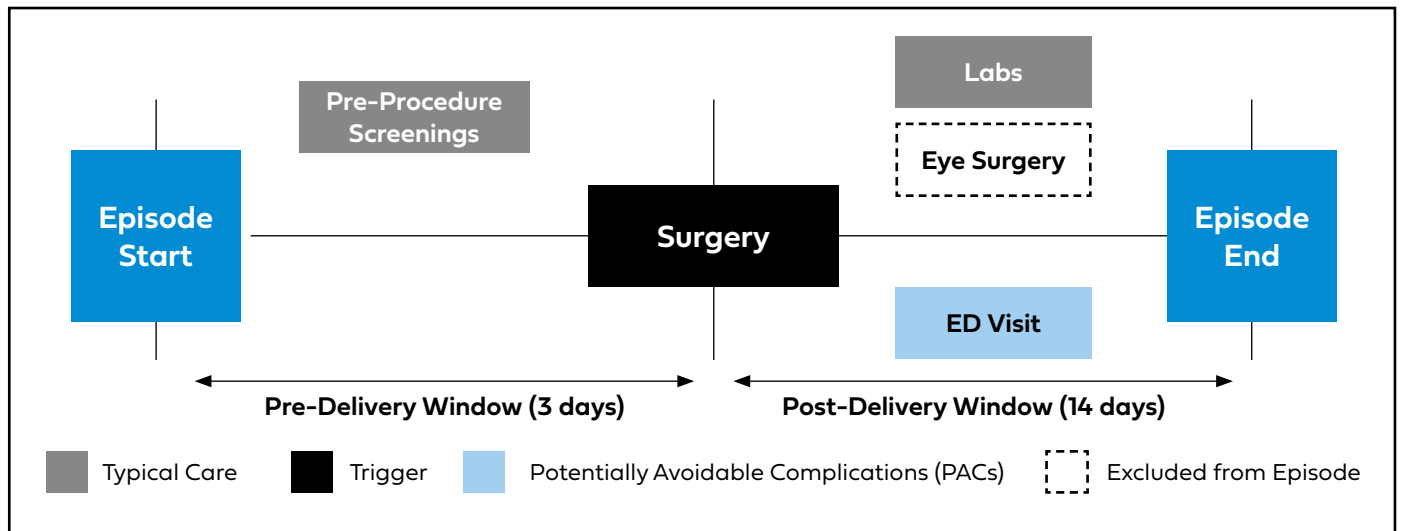 Labs
Pre-Procedure
Screenings
Eye Surgery
Episode
Start
Surgery
Episode
End
ED Visit
Pre-Delivery Window (3 days)
Post-Delivery Window (14 days)
Typical Care
Trigger
Potentially Avoidable Complications (PACs)
Excluded from Episode